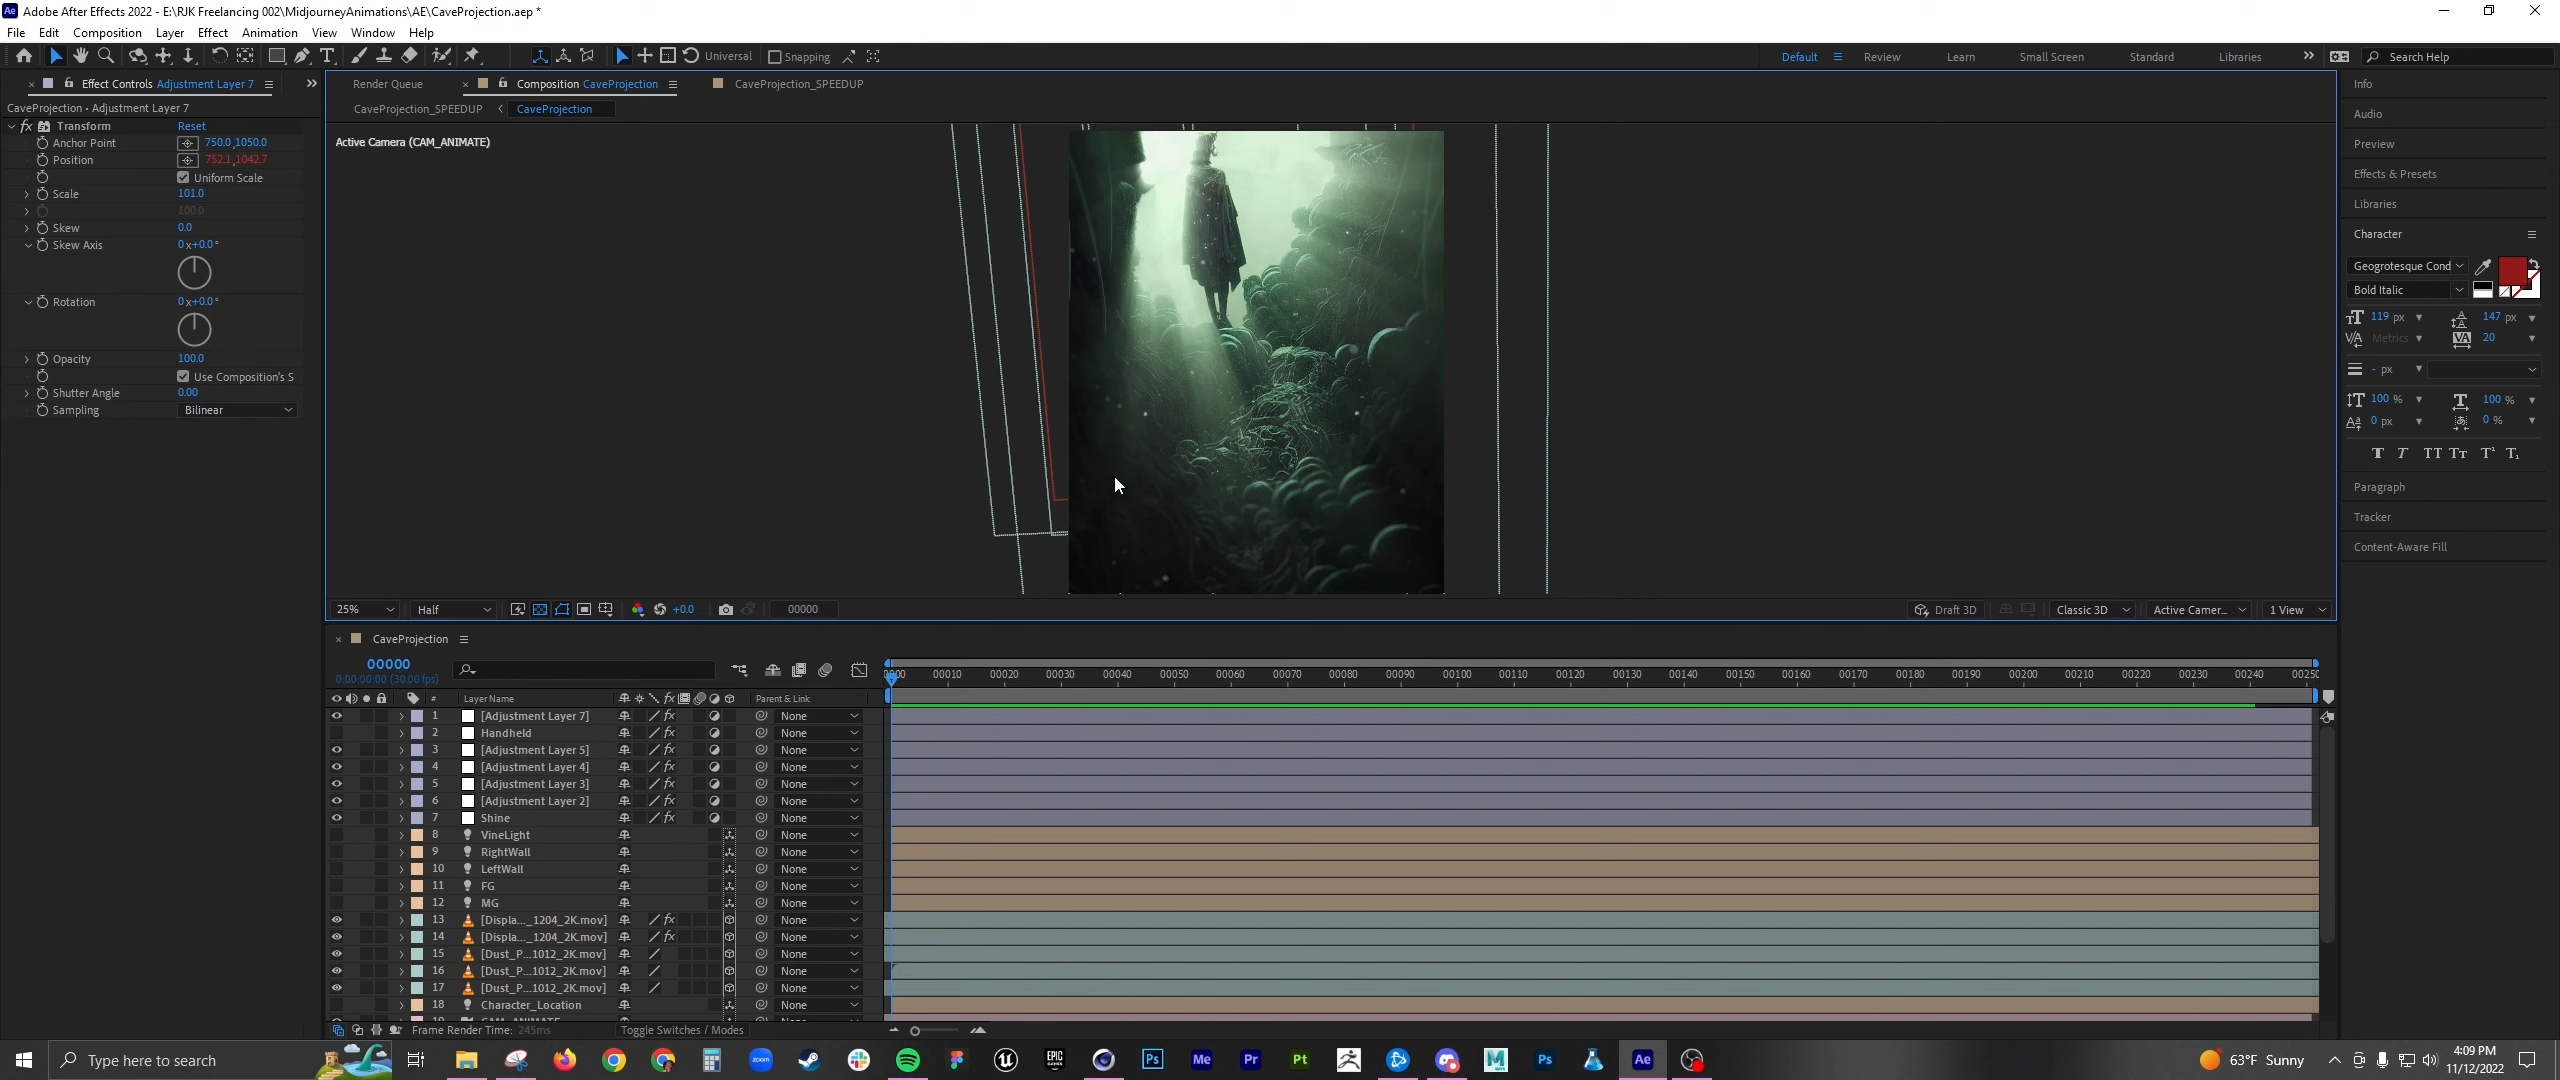 Adobe After Effects 2022 - E:\RJK Freelancing 002\MidjourneyAnimations\AE\CaveProjection.aep *
File Edit Composition Layer Effect Animation View Window Help
Universal Snapping Default Review Learn Small Screen Standard Libraries Search Help
Effect Controls Adjustment Layer 7
CaveProjection • Adjustment Layer 7
fx Transform Reset
Anchor Point 750.0,1050.0
Position 752.1,1042.7
Uniform Scale
Scale 101.0
100.0
Skew 0.0
Skew Axis 0x+0.0°
Rotation 0x+0.0°
Opacity 100.0
Use Composition's S
Shutter Angle 0.00
Sampling Bilinear
Render Queue Composition CaveProjection CaveProjection_SPEEDUP
CaveProjection_SPEEDUP CaveProjection
Active Camera (CAM_ANIMATE)
25% Half +0.0 00000 Draft 3D Classic 3D Active Camer... 1 View
Info
Audio
Preview
Effects & Presets
Libraries
Character
Geogrotesque Cond
Bold Italic
119 px 147 px
Metrics 20
- px
100 % 100 %
0 px 0 %
Paragraph
Tracker
Content-Aware Fill
CaveProjection
00000
0:00:00:00 (30.00 fps)
0000 00010 00020 00030 00040 00050 00060 00070 00080 00090 00100 00110 00120 00130 00140 00150 00160 00170 00180 00190 00200 00210 00220 00230 00240 0025
# Layer Name Parent & Link
1 [Adjustment Layer 7] None
2 Handheld None
3 [Adjustment Layer 5] None
4 [Adjustment Layer 4] None
5 [Adjustment Layer 3] None
6 [Adjustment Layer 2] None
7 Shine None
8 VineLight None
9 RightWall None
10 LeftWall None
11 FG None
12 MG None
13 [Displa..._1204_2K.mov] None
14 [Displa..._1204_2K.mov] None
15 [Dust_P...1012_2K.mov] None
16 [Dust_P...1012_2K.mov] None
17 [Dust_P...1012_2K.mov] None
18 Character_Location None
Frame Render Time: 245ms Toggle Switches / Modes
Type here to search
63°F Sunny
4:09 PM
11/12/2022